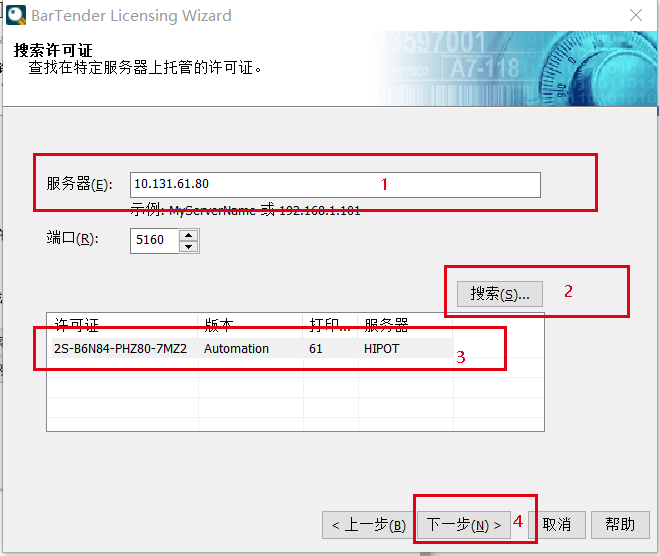 BarTender Licensing Wizard
搜索许可证
查找在特定服务器上托管的许可证。
3597001
A12800
A7-118
服务器(E):
10.131.61.80
1
示例: MyServerName 或 192.168.1.101
端口(R):
5160
搜索(S)...
2
许可证 版本 打印... 服务器
2S-B6N84-PHZ80-7MZ2 Automation 61 HIPOT
3
< 上一步(B)
下一步(N) >
4
取消
帮助